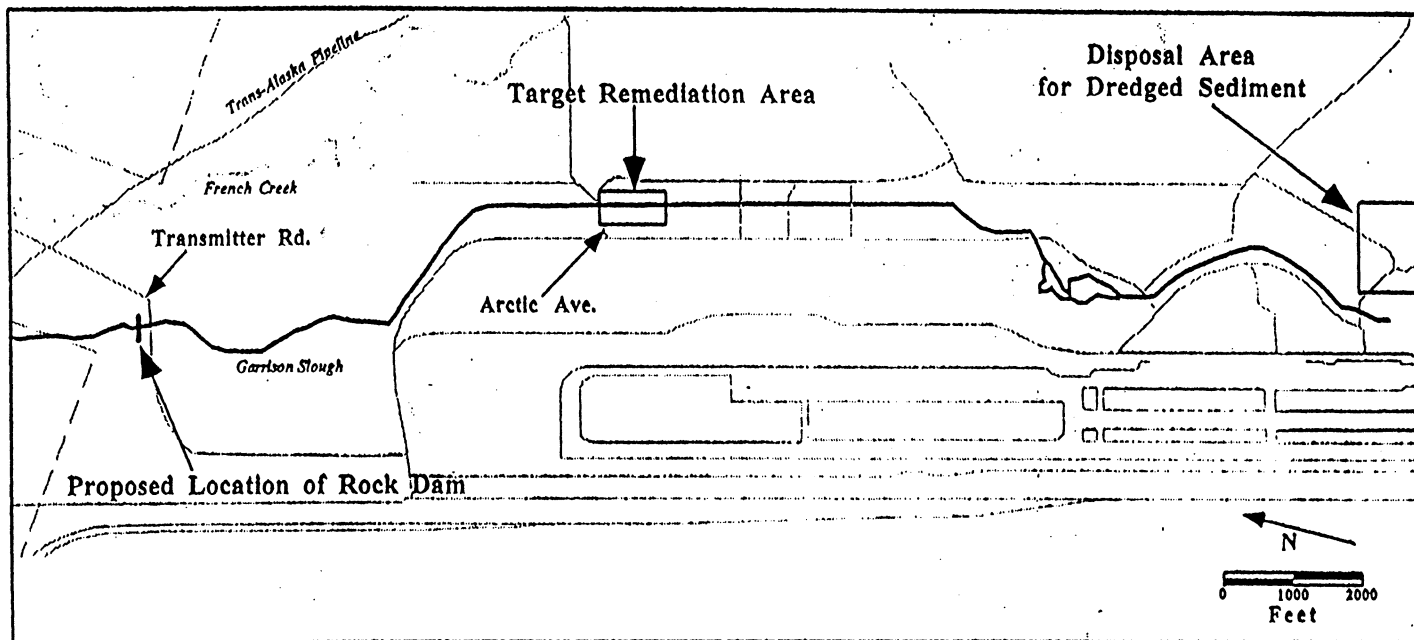 Trans-Alaska Pipeline
Disposal Area
for Dredged Sediment
Target Remediation Area
French Creek
Transmitter Rd.
Arctic Ave.
Garrison Slough
Proposed Location of Rock Dam
N
0 1000 2000
Feet